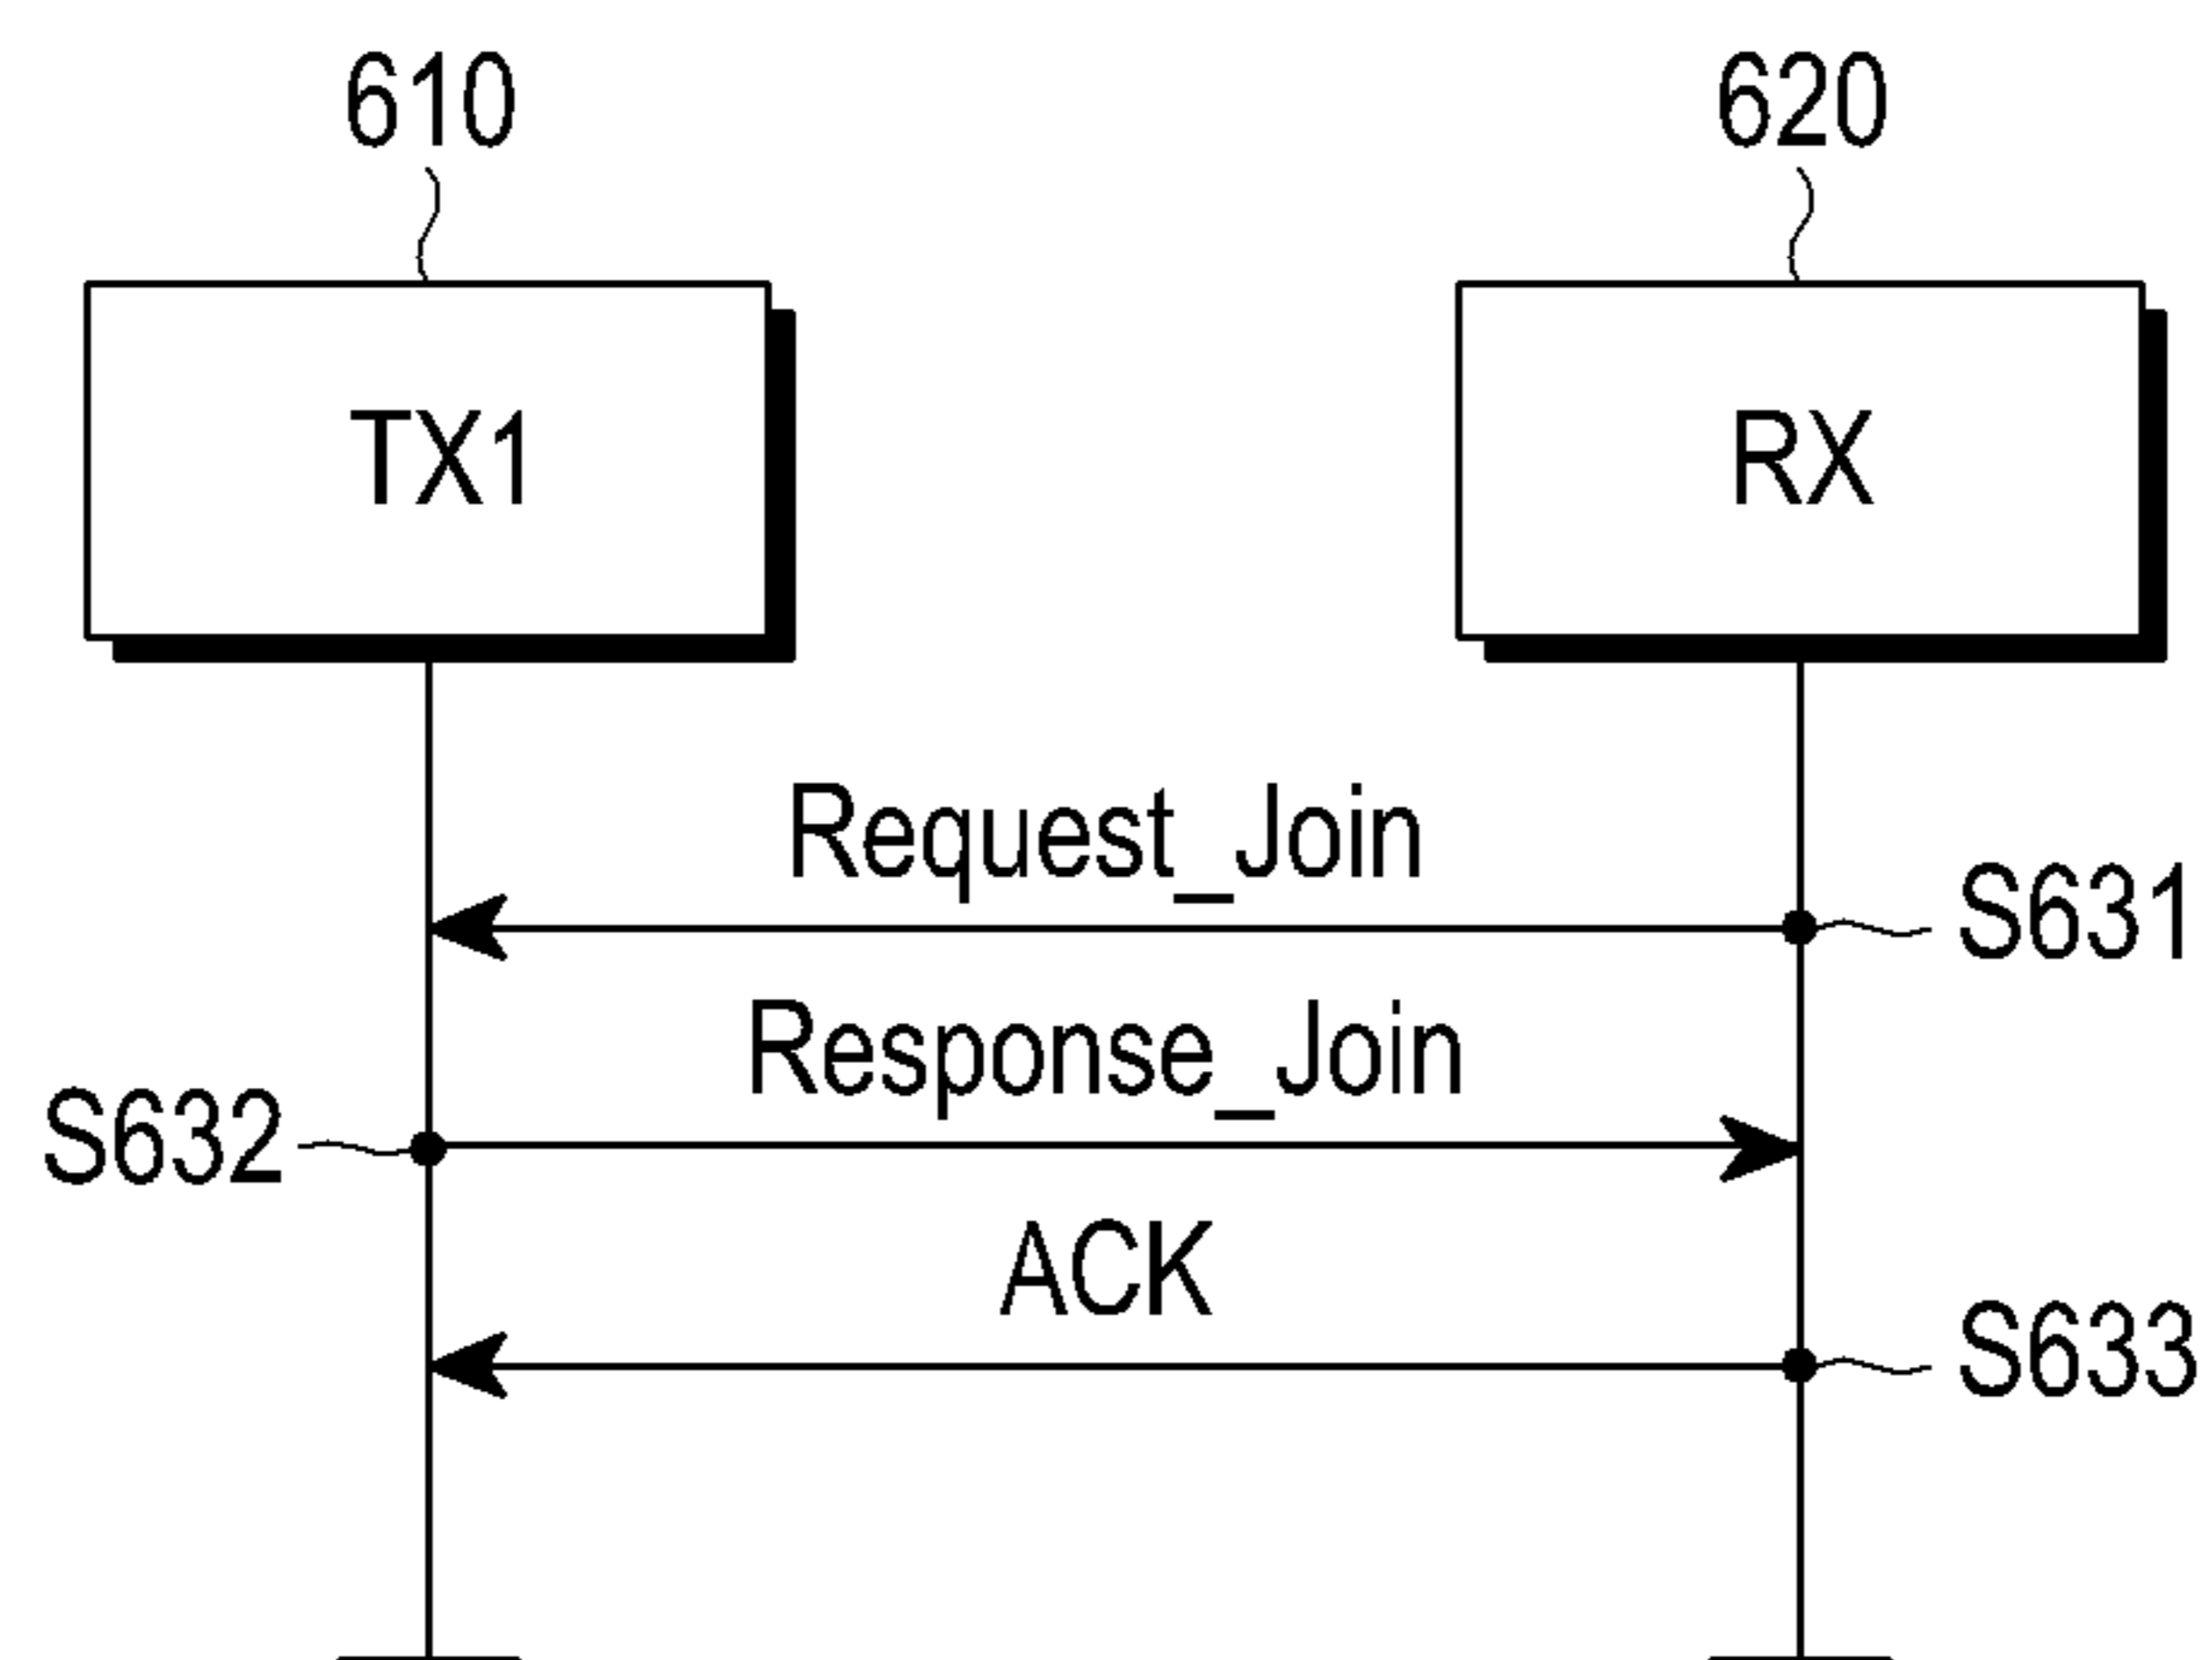 610 620
TX1 RX
Request_Join
S631
Response_Join
S632
ACK
S633